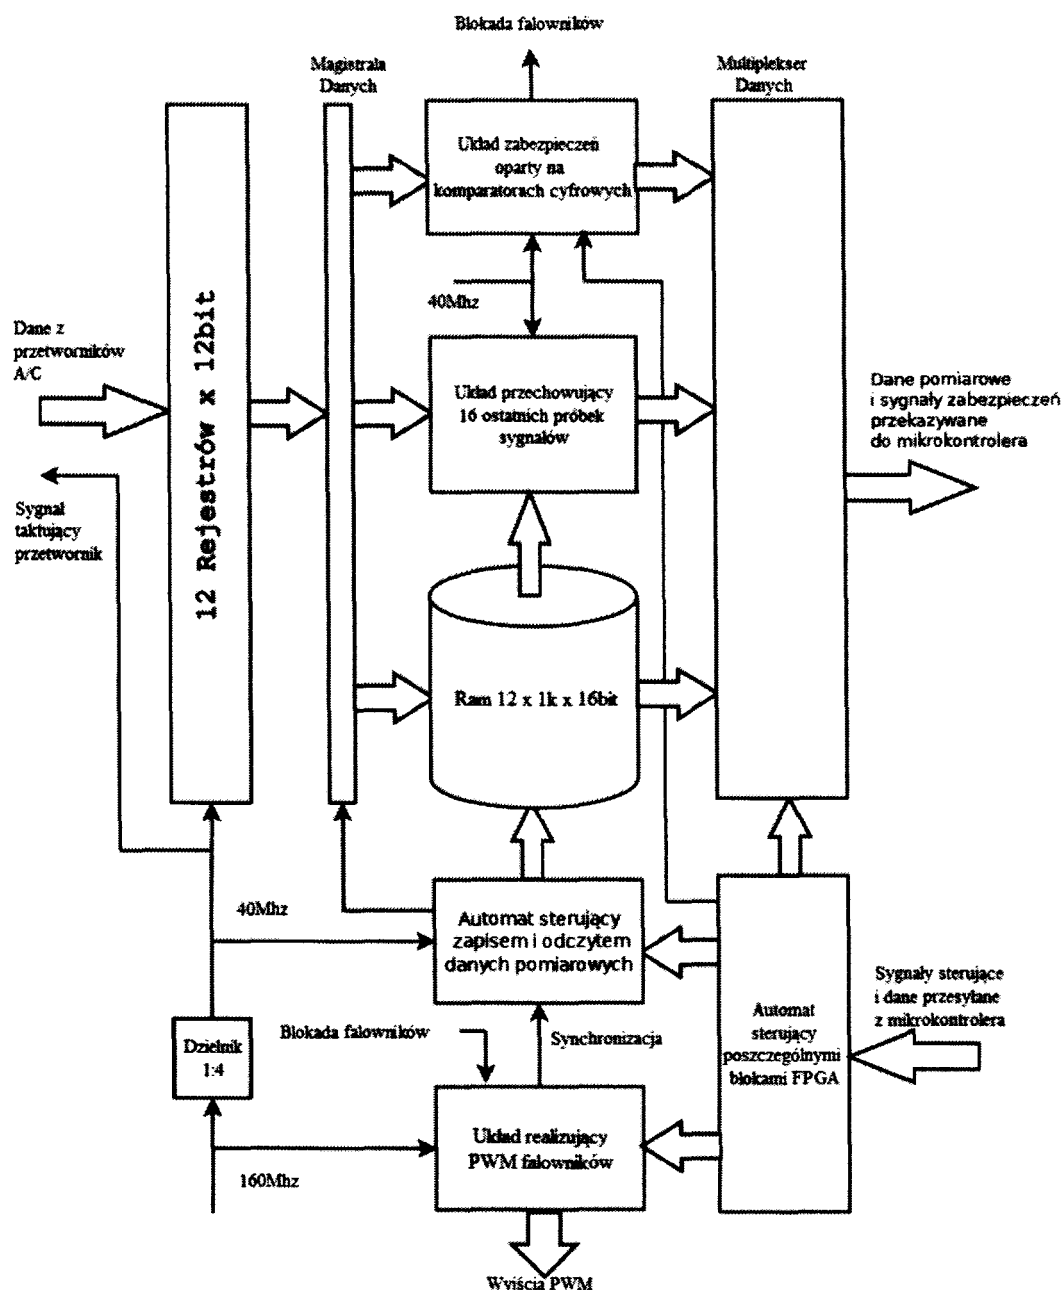 Blokada falowników
Magistrala
Danych
Multiplekser
Danych
Układ zabezpieczeń
oparty na
komparatorach cyfrowych
40Mhz
12 Rejestrów x 12bit
Dane z
przetworników
A/C
Układ przechowujący
16 ostatnich próbek
sygnałów
Dane pomiarowe
i sygnały zabezpieczeń
przekazywane
do mikrokontrolera
Sygnał
taktujący
przetwornik
Ram 12 x 1k x 16bit
40Mhz
Automat sterujący
zapisem i odczytem
danych pomiarowych
Sygnały sterujące
i dane przesyłane
z mikrokontrolera
Automat
sterujący
poszczególnymi
blokami FPGA
Dzielnik
1:4
Blokada falowników
Synchronizacja
Układ realizujący
PWM falowników
160Mhz
Wyjścia PWM